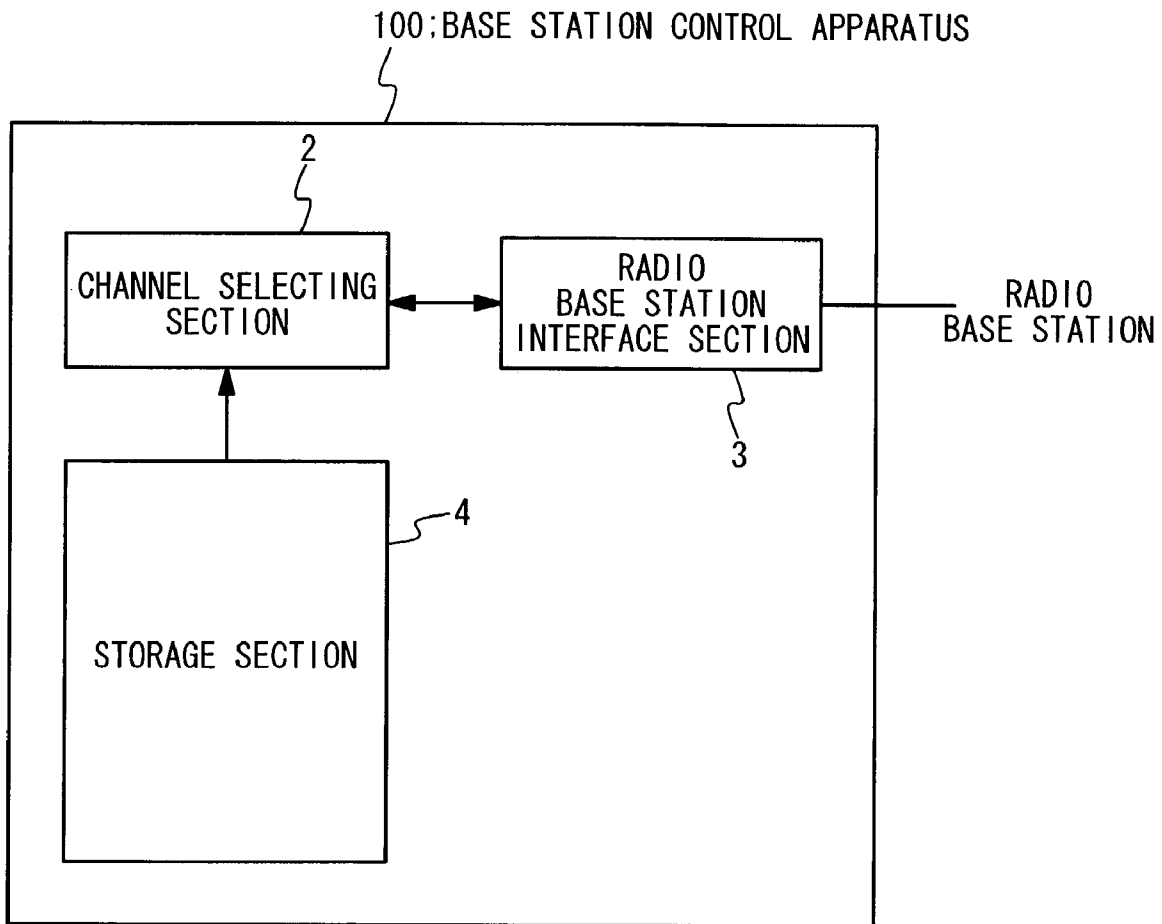 100:BASE STATION CONTROL APPARATUS
2
CHANNEL SELECTING
SECTION
RADIO
BASE STATION
INTERFACE SECTION
3
RADIO
BASE STATION
4
STORAGE SECTION